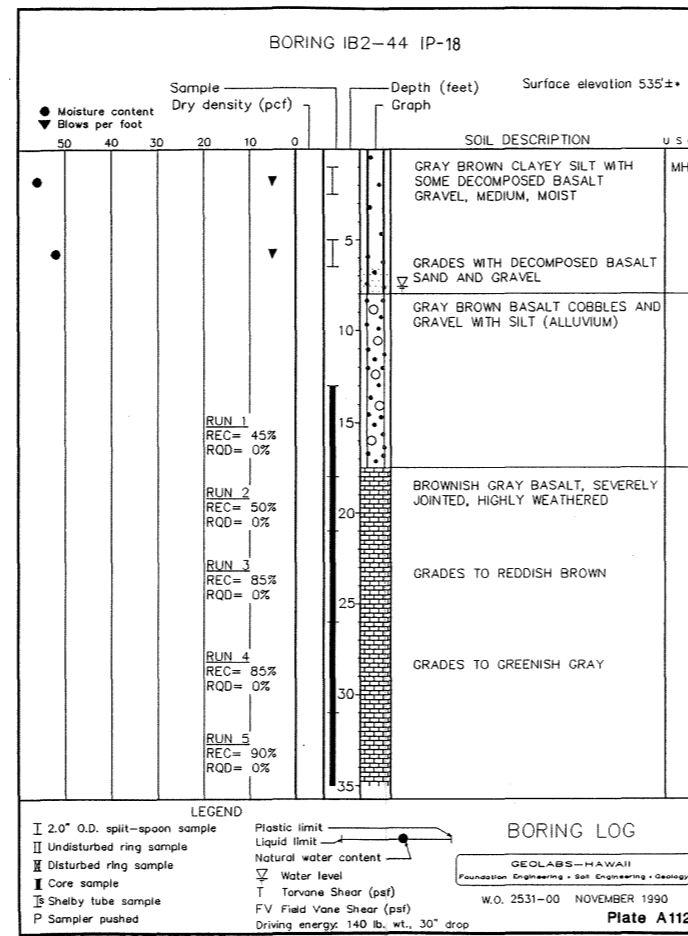 BORING IB2-44 IP-18
Sample
Depth (feet)
Surface elevation 535'±*
Dry density (pcf)
Graph
● Moisture content
▼ Blows per foot
50 40 30 20 10 0
SOIL DESCRIPTION
U S
GRAY BROWN CLAYEY SILT WITH
SOME DECOMPOSED BASALT
GRAVEL, MEDIUM, MOIST
MH
5
GRADES WITH DECOMPOSED BASALT
SAND AND GRAVEL
GRAY BROWN BASALT COBBLES AND
GRAVEL WITH SILT (ALLUVIUM)
10
15
RUN 1
REC= 45%
RQD= 0%
BROWNISH GRAY BASALT, SEVERELY
JOINTED, HIGHLY WEATHERED
RUN 2
REC= 50%
RQD= 0%
20
RUN 3
REC= 85%
RQD= 0%
GRADES TO REDDISH BROWN
25
RUN 4
REC= 85%
RQD= 0%
GRADES TO GREENISH GRAY
30
RUN 5
REC= 90%
RQD= 0%
35
LEGEND
2.0" O.D. split-spoon sample
Undisturbed ring sample
Disturbed ring sample
Core sample
Ts Shelby tube sample
P Sampler pushed
Plastic limit
Liquid limit
Natural water content
Water level
T Torvane Shear (psf)
FV Field Vane Shear (psf)
Driving energy: 140 lb. wt., 30" drop
BORING LOG
GEOLABS-HAWAII
Foundation Engineering • Soil Engineering • Geology
W.O. 2531-00 NOVEMBER 1990
Plate A112